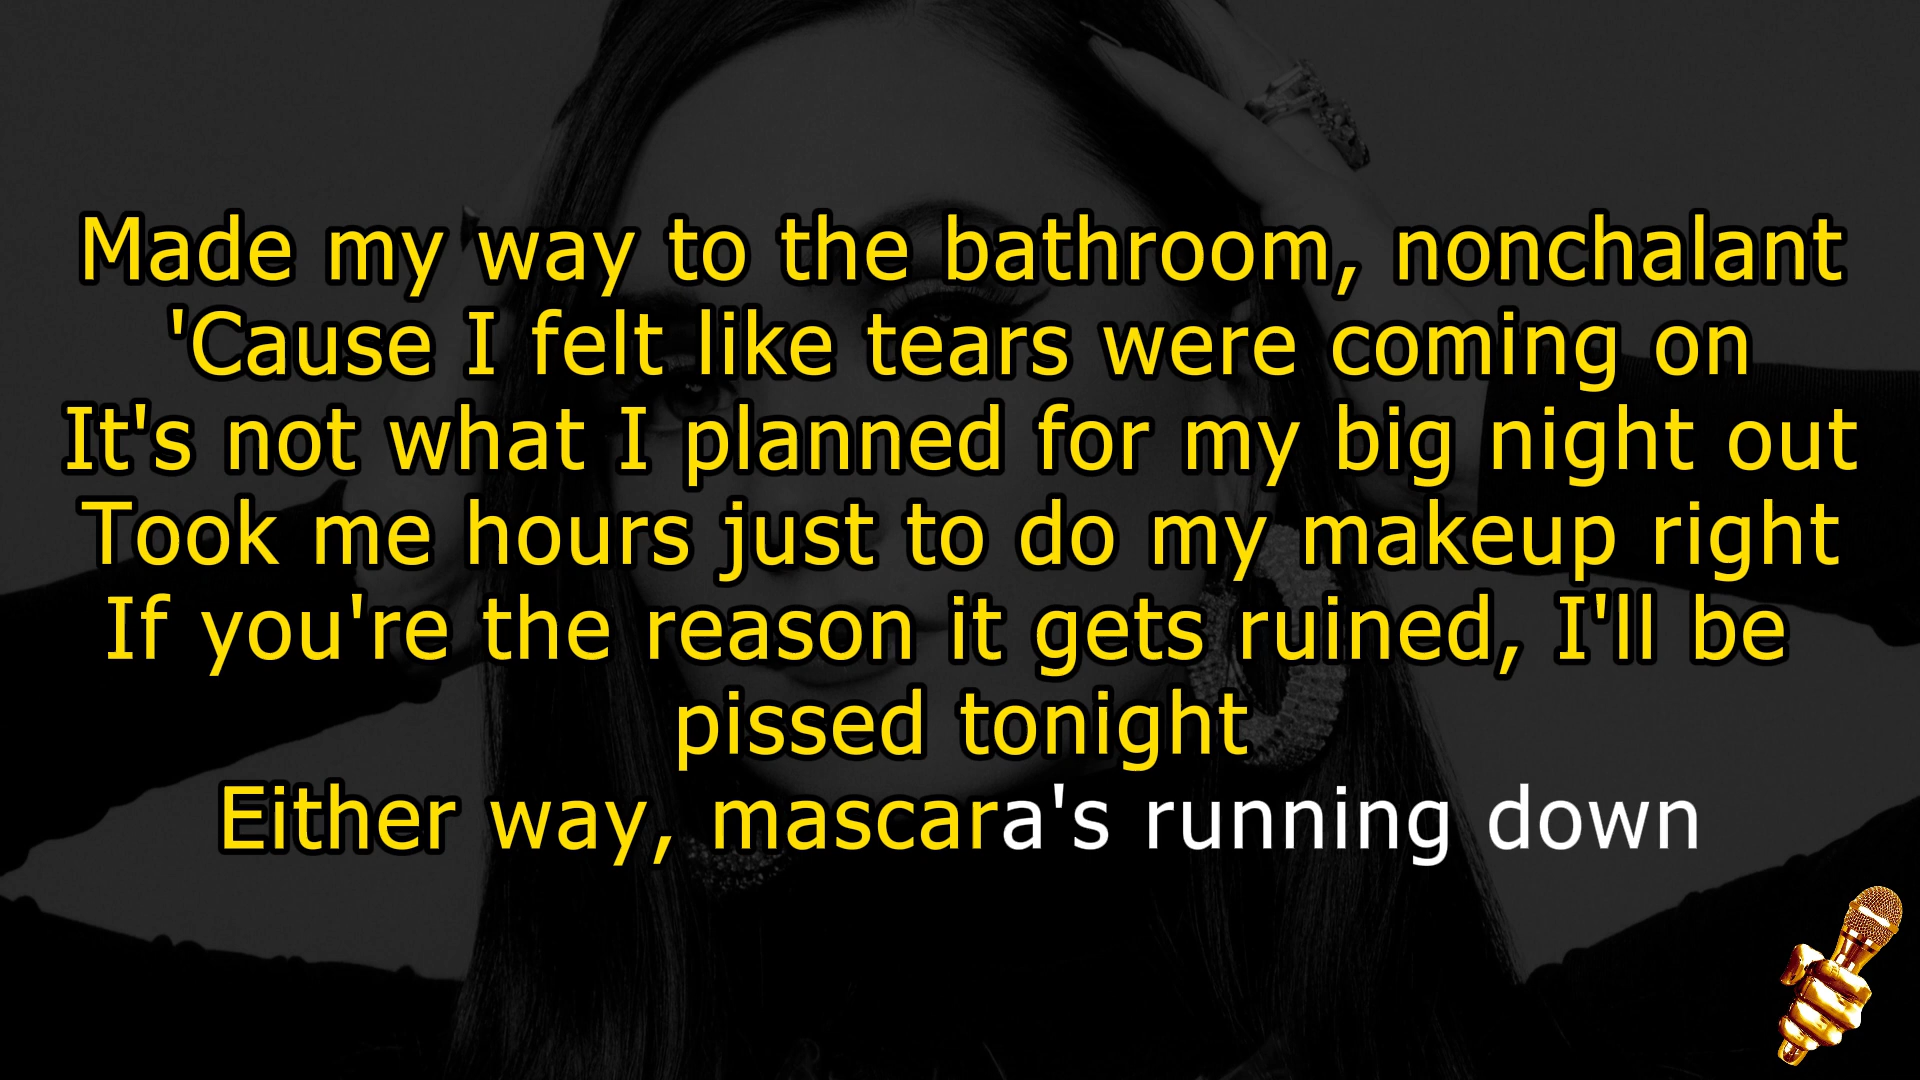 Made my way to the bathroom, nonchalant
'Cause I felt like tears were coming on
It's not what I planned for my big night out
Took me hours just to do my makeup right
If you're the reason it gets ruined, I'll be
pissed tonight
Either way, mascara's running down